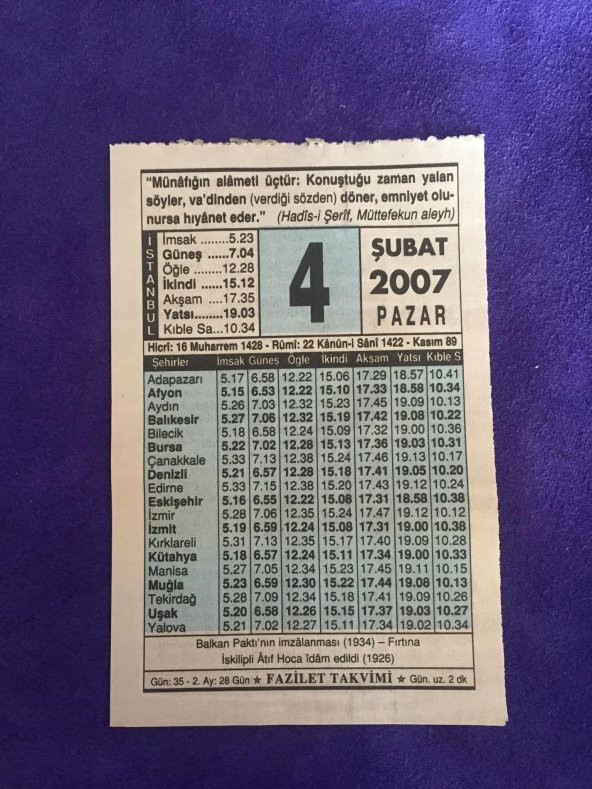 “Münâfığın alâmeti üçtür: Konuştuğu zaman yalan
söyler, va’dinden (verdiği sözden) döner, emniyet olu-
nursa hıyânet eder.” (Hadîs-i Şerîf, Müttefekun aleyh)
İSTANBUL
İmsak ........5.23
Güneş ......7.04
Öğle ........12.28
İkindi ......15.12
Akşam ....17.35
Yatsı........19.03
Kıble Sa...10.34
4
ŞUBAT
2007
PAZAR
Hicrî: 16 Muharrem 1428 - Rûmî: 22 Kânûn-i Sâni 1422 - Kasım 89
Şehirler İmsak Güneş Öğle İkindi Akşam Yatsı Kıble S
Adapazarı 5.17 6.58 12.22 15.06 17.29 18.57 10.41
Afyon 5.15 6.53 12.22 15.10 17.33 18.58 10.34
Aydın 5.26 7.03 12.32 15.23 17.45 19.09 10.13
Balıkesir 5.27 7.06 12.32 15.19 17.42 19.08 10.22
Bilecik 5.18 6.58 12.24 15.09 17.32 19.00 10.36
Bursa 5.22 7.02 12.28 15.13 17.36 19.03 10.31
Çanakkale 5.33 7.13 12.38 15.24 17.46 19.13 10.17
Denizli 5.21 6.57 12.28 15.18 17.41 19.05 10.20
Edirne 5.33 7.15 12.38 15.20 17.43 19.12 10.24
Eskişehir 5.16 6.55 12.22 15.08 17.31 18.58 10.38
İzmir 5.28 7.06 12.35 15.24 17.47 19.12 10.12
İzmit 5.19 6.59 12.24 15.08 17.31 19.00 10.38
Kırklareli 5.31 7.13 12.35 15.17 17.40 19.09 10.28
Kütahya 5.18 6.57 12.24 15.11 17.34 19.00 10.33
Manisa 5.27 7.05 12.34 15.23 17.45 19.11 10.15
Muğla 5.23 6.59 12.30 15.22 17.44 19.08 10.13
Tekirdağ 5.28 7.09 12.34 15.18 17.41 19.09 10.26
Uşak 5.20 6.58 12.26 15.15 17.37 19.03 10.27
Yalova 5.21 7.02 12.27 15.11 17.34 19.02 10.34
Balkan Paktı’nın imzâlanması (1934) – Fırtına
İskilipli Âtıf Hoca îdâm edildi (1926)
Gün: 35 - 2. Ay: 28 Gün ★ FAZİLET TAKVİMİ ★ Gün. uz. 2 dk